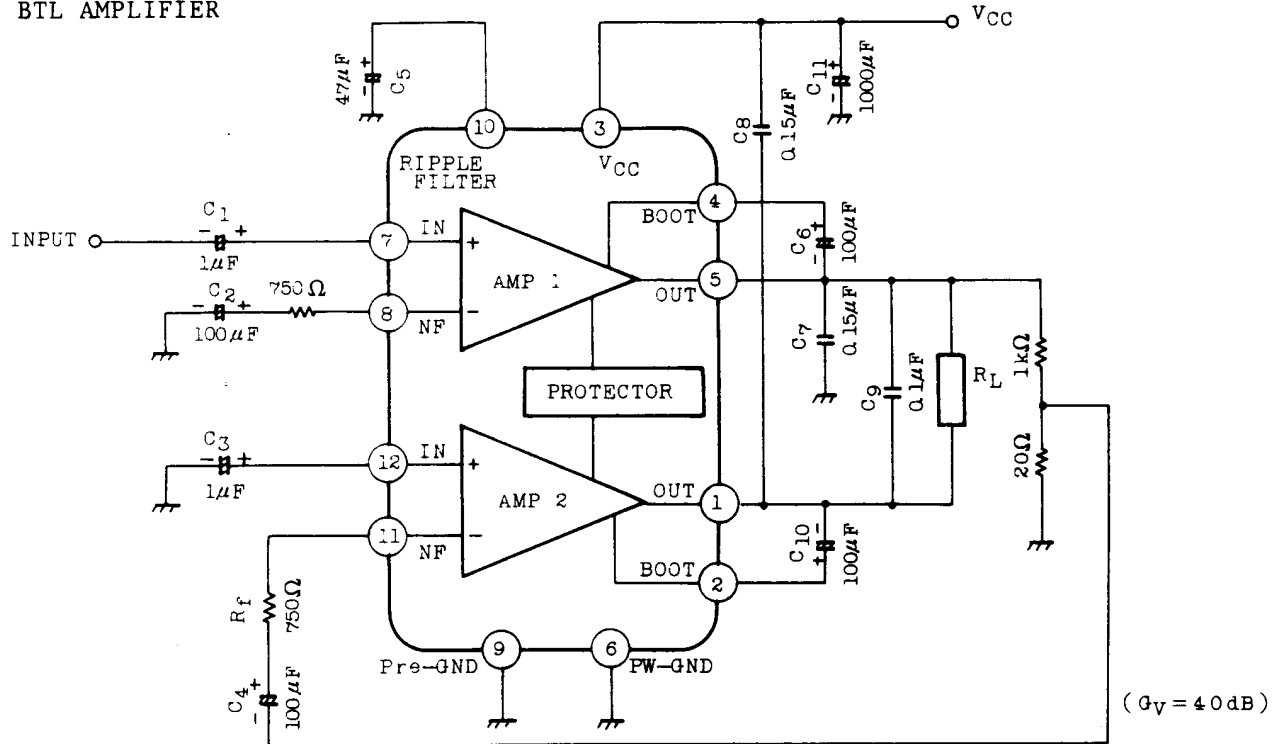 BTL AMPLIFIER
VCC
47μF
+
-
C5
C11
+
-
1000μF
C8
0.15μF
10
3
RIPPLE
FILTER
VCC
4
BOOT
C6
+
-
100μF
INPUT
C1
- +
1μF
7
IN
+
AMP 1
5
OUT
C2
- +
100μF
750Ω
8
NF
-
C7
0.15μF
1kΩ
RL
C9
0.1μF
PROTECTOR
20Ω
C3
- +
1μF
12
IN
+
AMP 2
OUT
1
11
NF
-
C10
-
+
100μF
BOOT
2
Rf
750Ω
9
6
Pre-GND
PW-GND
C4
+
-
100μF
(GV=40dB)